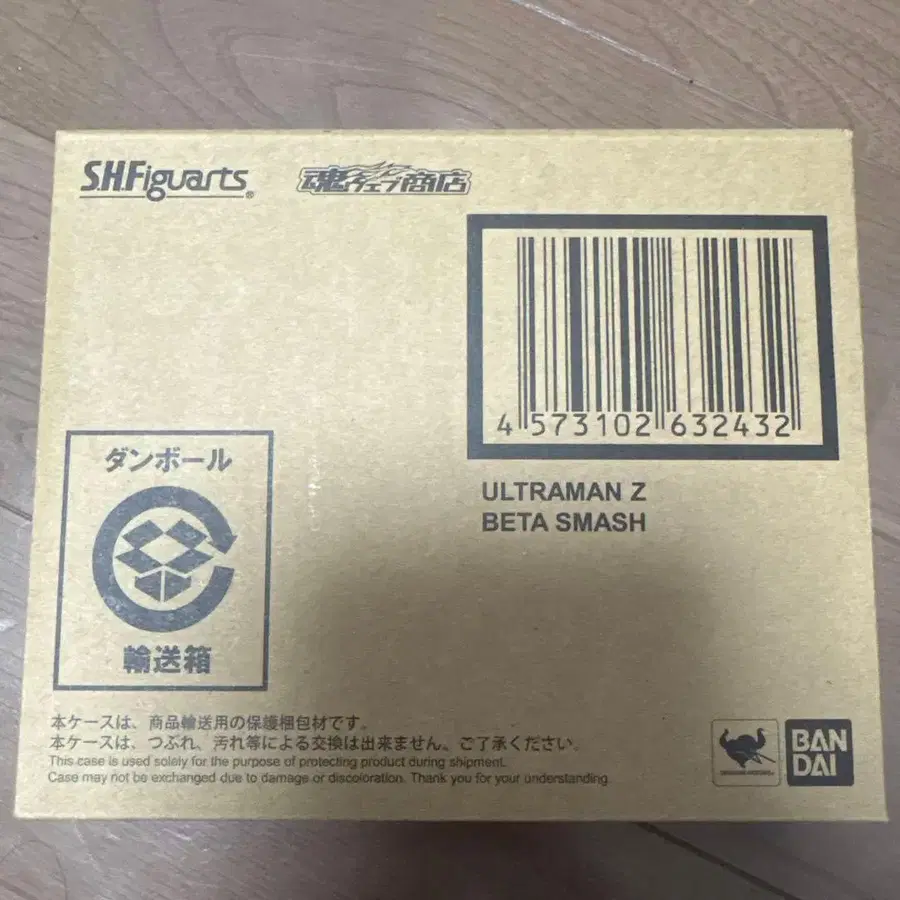 S.H.Figuarts
魂ウェブ商店
4 573102 632432
ULTRAMAN Z
BETA SMASH
ダンボール
輸送箱
本ケースは、商品輸送用の保護梱包材です。
本ケースは、つぶれ、汚れ等による交換は出来ません、ご了承ください。
This case is used solely for the purpose of protecting product during shipment.
Case may not be exchanged due to damage or discoloration. Thank you for your understanding.
BAN
DAI